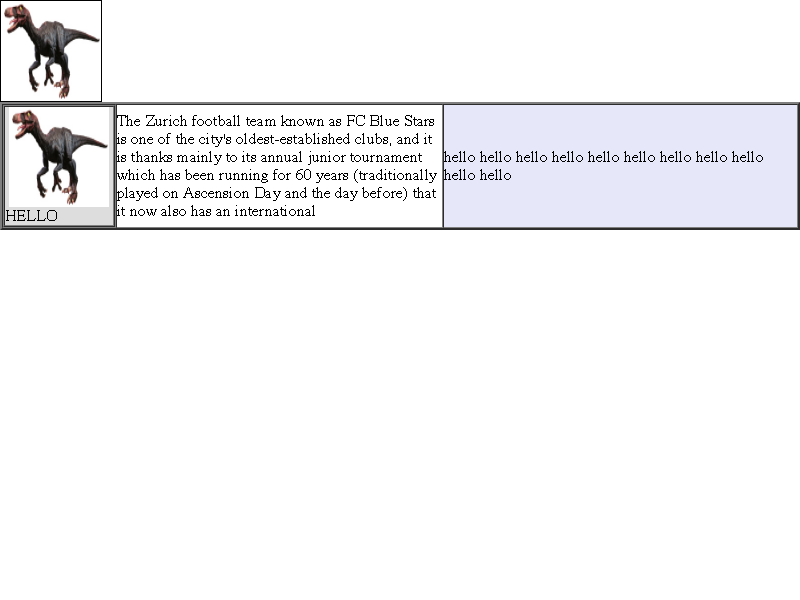 HELLO
The Zurich football team known as FC Blue Stars
is one of the city's oldest-established clubs, and it
is thanks mainly to its annual junior tournament
which has been running for 60 years (traditionally
played on Ascension Day and the day before) that
it now also has an international
hello hello hello hello hello hello hello hello hello
hello hello